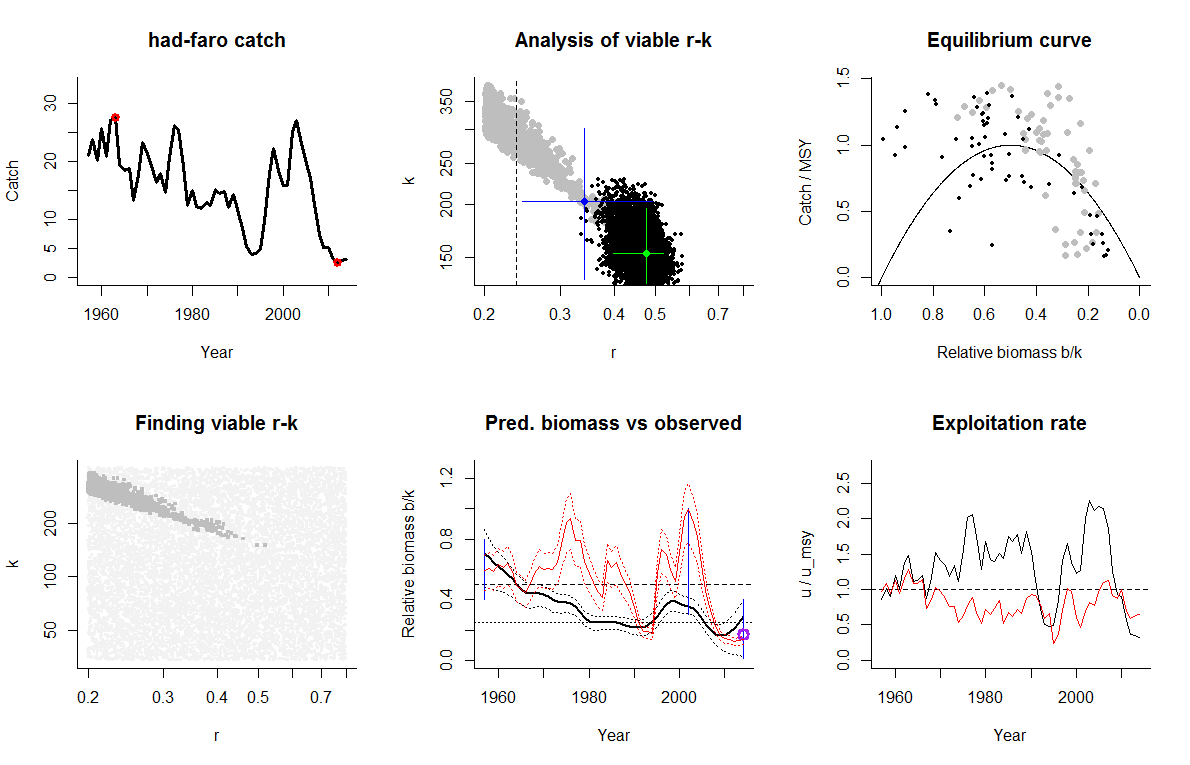 had-faro catch
Catch
0 5 10 20 30
1960 1980 2000
Year
Analysis of viable r-k
k
150 200 250 350
0.2 0.3 0.4 0.5 0.7
r
Equilibrium curve
Catch / MSY
0.0 0.5 1.0 1.5
1.0 0.8 0.6 0.4 0.2 0.0
Relative biomass b/k
Finding viable r-k
k
50 100 200
0.2 0.3 0.4 0.5 0.7
r
Pred. biomass vs observed
Relative biomass b/k
0.0 0.4 0.8 1.2
1960 1980 2000
Year
Exploitation rate
u / u_msy
0.0 0.5 1.0 1.5 2.0 2.5
1960 1980 2000
Year